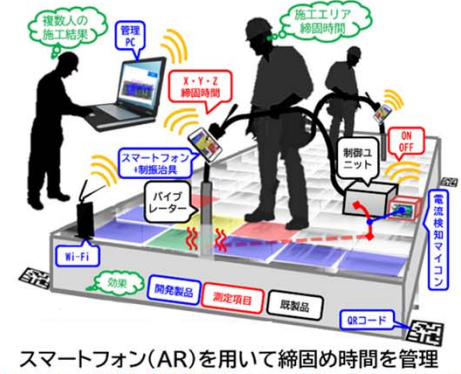 複数人の
施工結果
管理
PC
施工エリア
締固時間
X・Y・Z
締固時間
スマートフォン
+制振治具
バイブ
レーター
制御ユ
ニット
ON
OFF
電流検知マイコン
Wi-Fi
効果
開発製品
測定項目
既製品
QRコード
スマートフォン(AR)を用いて締固め時間を管理